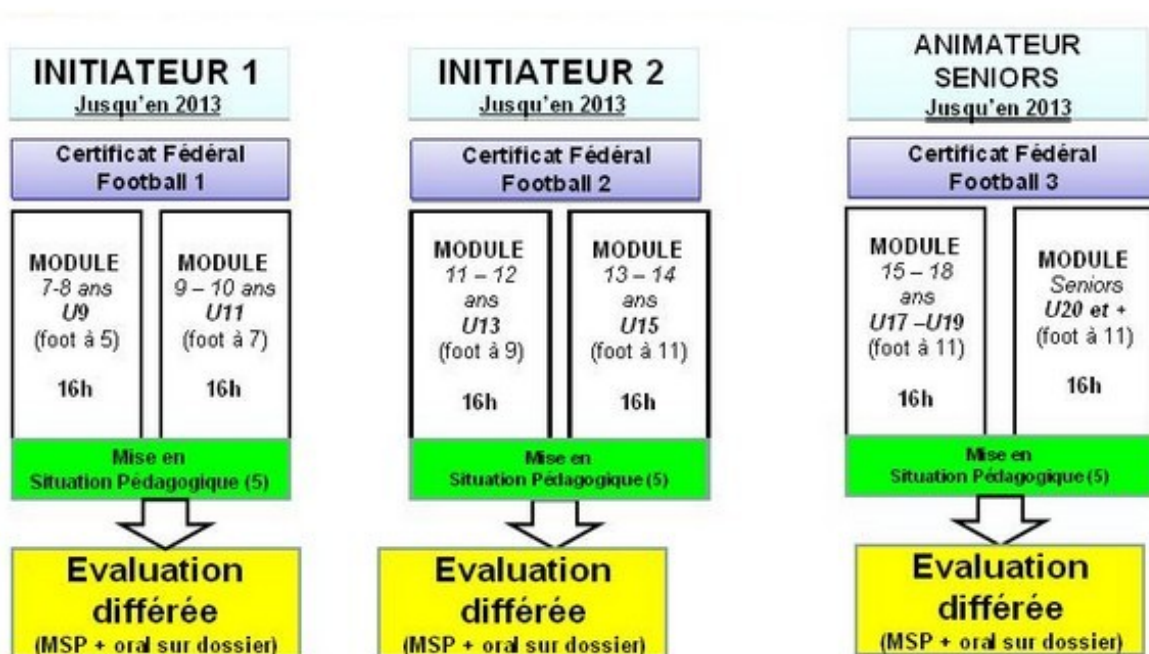 INITIATEUR 1
Jusqu'en 2013
Certificat Fédéral
Football 1
MODULE
7-8 ans
U9
(foot à 5)
16h
MODULE
9 – 10 ans
U11
(foot à 7)
16h
Mise en
Situation Pédagogique (5)
Evaluation
différée
(MSP + oral sur dossier)
INITIATEUR 2
Jusqu'en 2013
Certificat Fédéral
Football 2
MODULE
11 – 12
ans
U13
(foot à 9)
16h
MODULE
13 – 14
ans
U15
(foot à 11)
16h
Mise en
Situation Pédagogique (5)
Evaluation
différée
(MSP + oral sur dossier)
ANIMATEUR
SENIORS
Jusqu'en 2013
Certificat Fédéral
Football 3
MODULE
15 – 18
ans
U17 –U19
(foot à 11)
16h
MODULE
Seniors
U20 et +
(foot à 11)
16h
Mise en
Situation Pédagogique (5)
Evaluation
différée
(MSP + oral sur dossier)